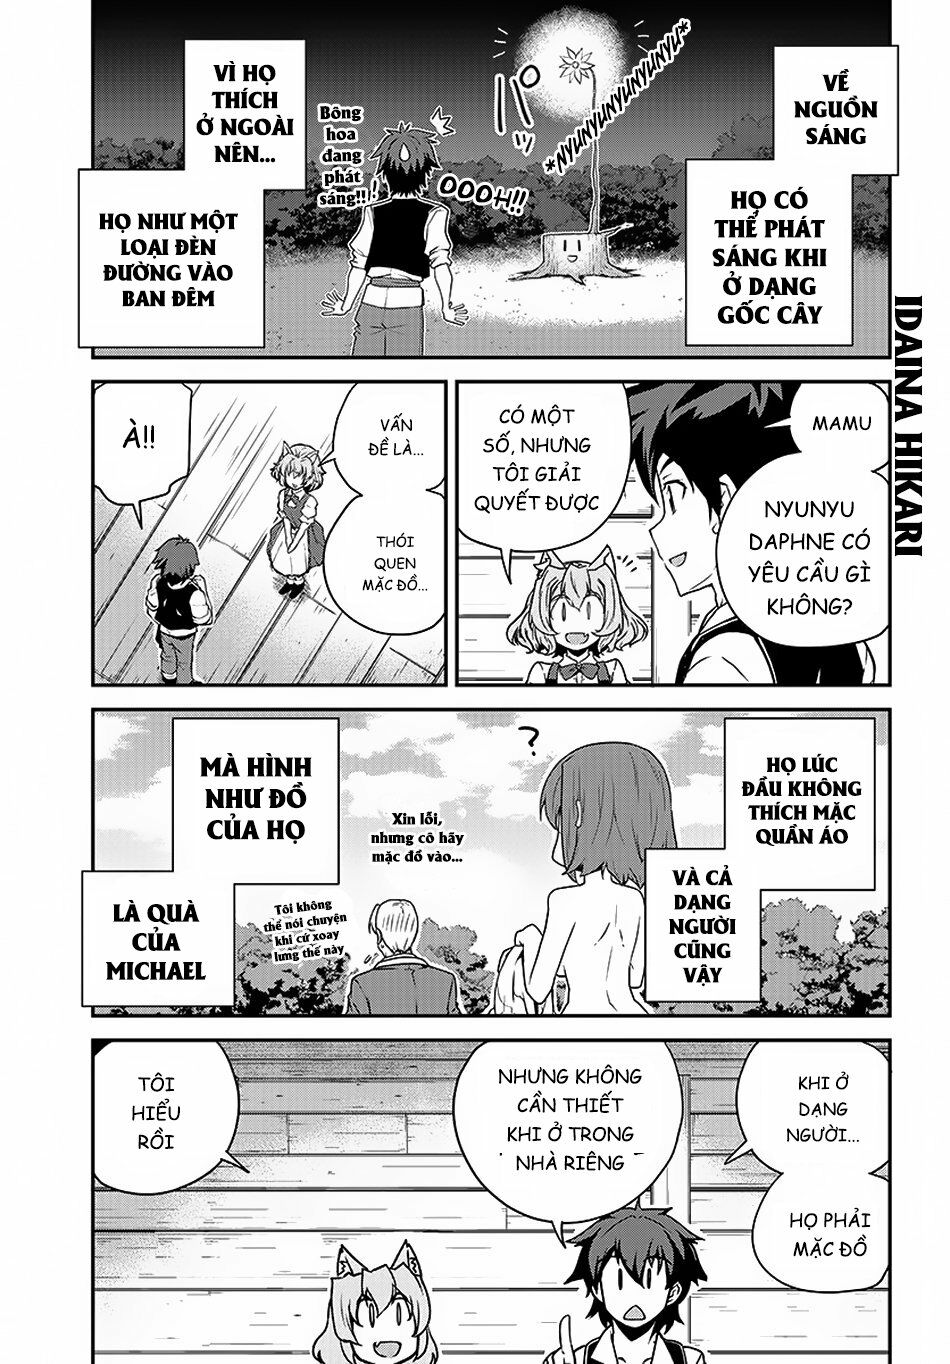 VỀ
NGUỒN
SÁNG
HỌ CÓ
THỂ PHÁT
SÁNG KHI
Ở DẠNG
GỐC CÂY
*NYUNYUNYUNYUNYU*
OOOH!!
Bông
hoa
đang
phát
sáng!!!
VÌ HỌ
THÍCH
Ở NGOÀI
NÊN...
HỌ NHƯ MỘT
LOẠI ĐÈN
ĐƯỜNG VÀO
BAN ĐÊM
IDAINA HIKARI
MAMU
NYUNYU
DAPHNE CÓ
YÊU CẦU GÌ
KHÔNG?
CÓ MỘT
SỐ, NHƯNG
TÔI GIẢI
QUYẾT ĐƯỢC
VẤN
ĐỀ LÀ...
THÓI
QUEN
MẶC ĐỒ...
À!!
HỌ LÚC
ĐẦU KHÔNG
THÍCH MẶC
QUẦN ÁO
VÀ CẢ
DẠNG
NGƯỜI
CŨNG
VẬY
?
Xin lỗi,
nhưng cô hãy
mặc đồ vào...
Tôi không
thể nói chuyện
khi cứ xoay
lưng thế này
MÀ HÌNH
NHƯ ĐỒ
CỦA HỌ
LÀ QUÀ
CỦA
MICHAEL
KHI Ở
DẠNG
NGƯỜI...
HỌ PHẢI
MẶC ĐỒ
NHƯNG KHÔNG
CẦN THIẾT
KHI Ở TRONG
NHÀ RIÊNG
TÔI
HIỂU
RỒI